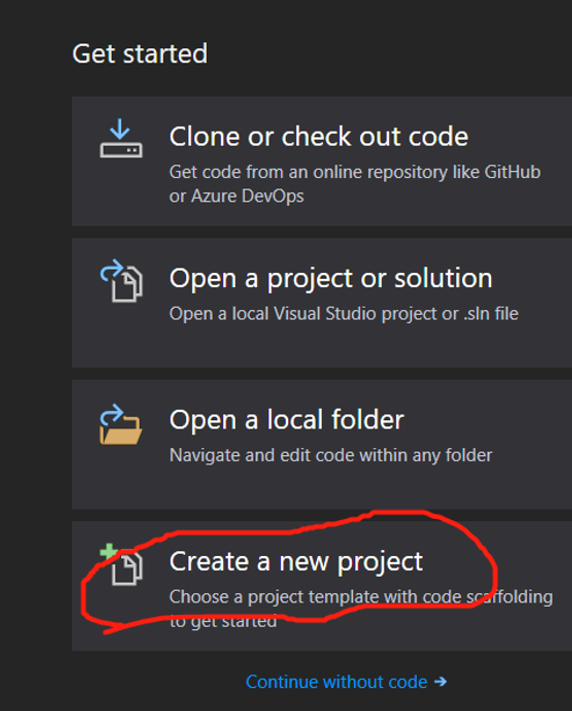 Get started
Clone or check out code
Get code from an online repository like GitHub
or Azure DevOps
Open a project or solution
Open a local Visual Studio project or .sln file
Open a local folder
Navigate and edit code within any folder
Create a new project
Choose a project template with code scaffolding
to get started
Continue without code →